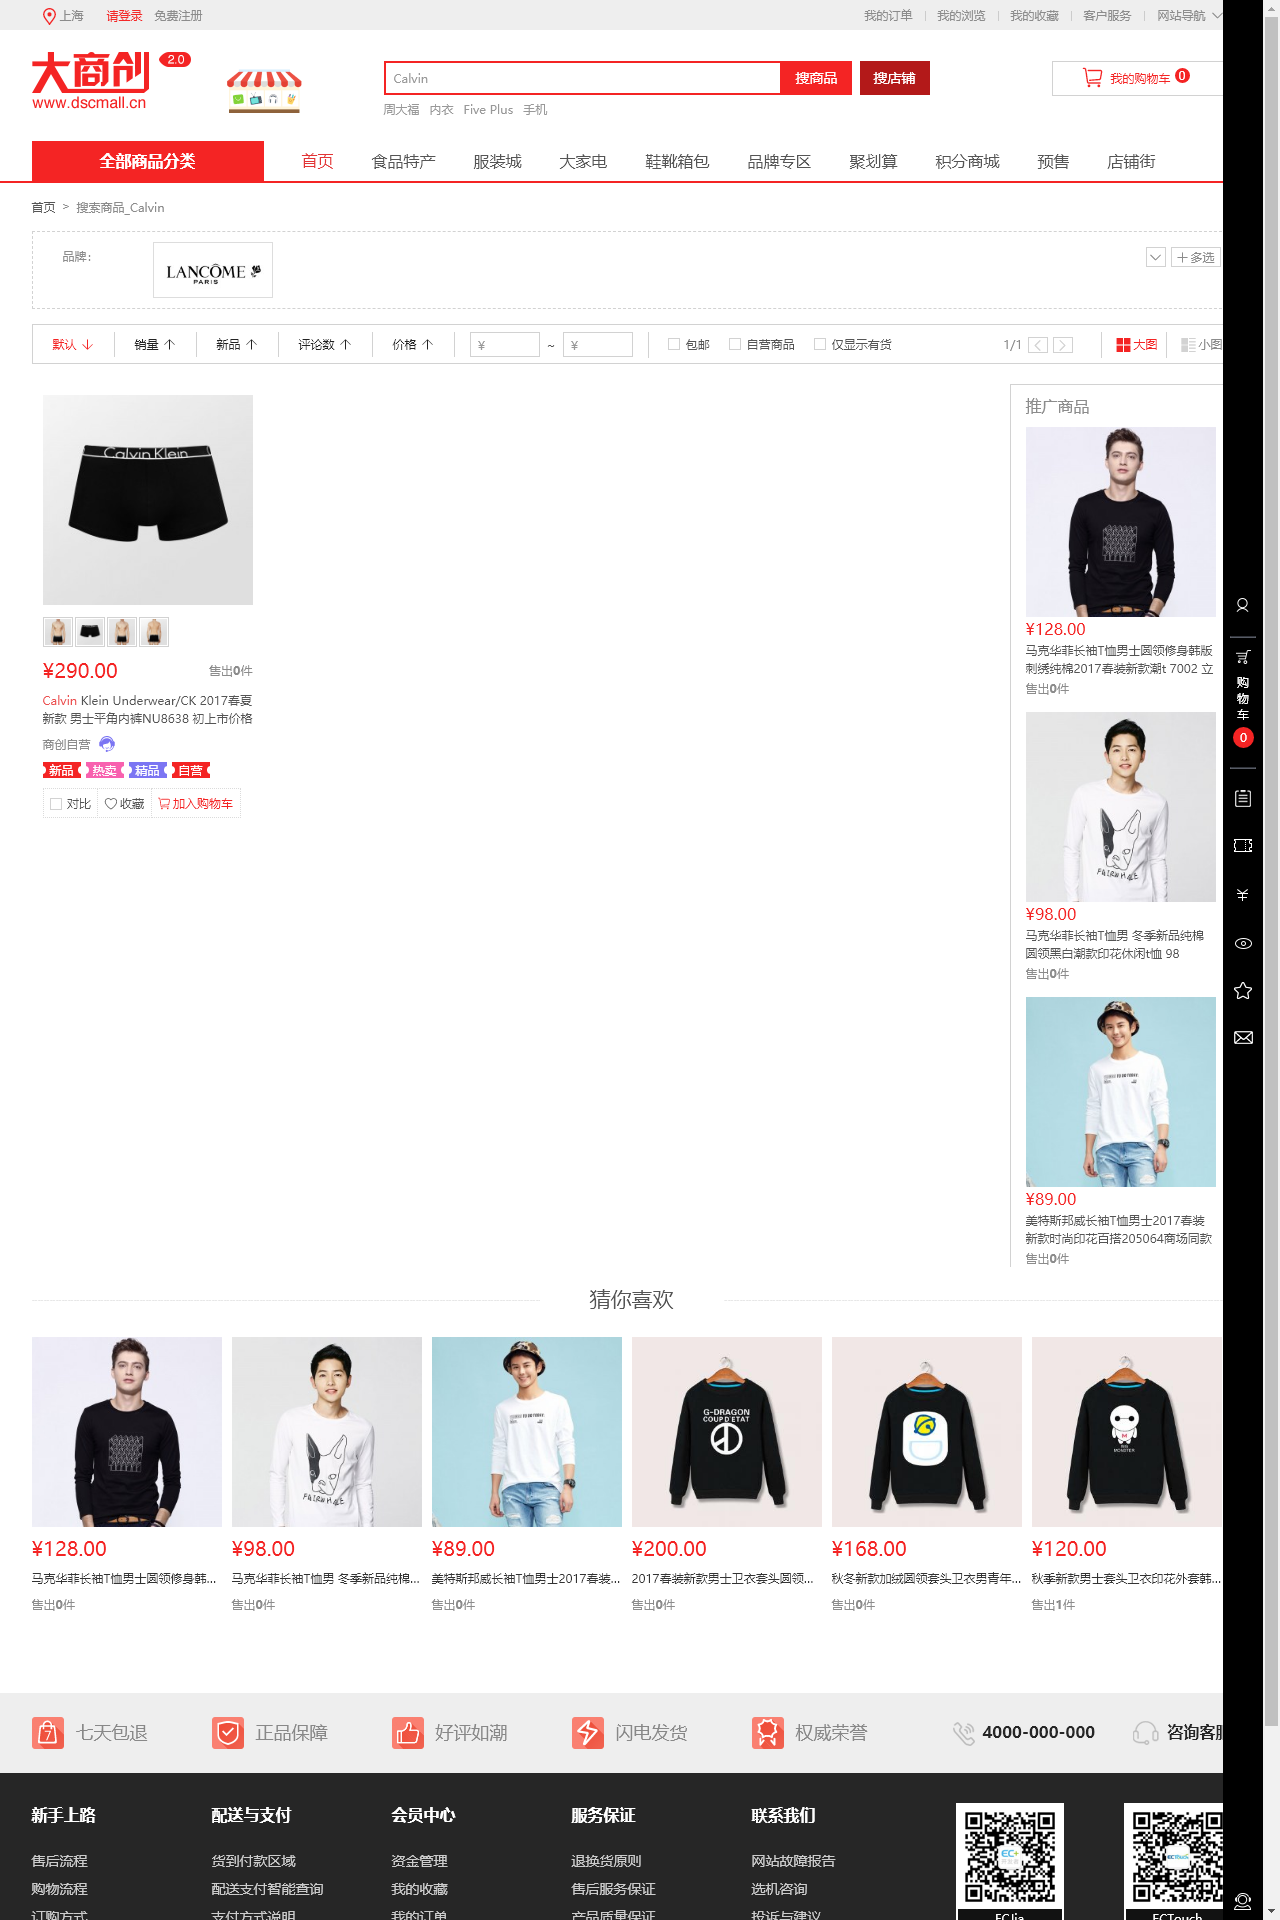 上海 请登录 免费注册 我的订单 我的浏览 我的收藏 客户服务 网站导航
大商创 2.0
www.dscmall.cn
Calvin 搜商品 搜店铺 我的购物车 0
周大福 内衣 Five Plus 手机
全部商品分类 首页 食品特产 服装城 大家电 鞋靴箱包 品牌专区 聚划算 积分商城 预售 店铺街
首页 > 搜索商品_Calvin
品牌: LANCÔME PARIS 多选
默认 销量 新品 评论数 价格 ¥ ~ ¥ 包邮 自营商品 仅显示有货 1/1 大图 小图
Calvin Klein
¥290.00 售出0件
Calvin Klein Underwear/CK 2017春夏
新款 男士平角内裤NU8638 初上市价格
商创自营
新品 热卖 精品 自营
对比 收藏 加入购物车
推广商品
¥128.00
马克华菲长袖T恤男士圆领修身韩版
刺绣纯棉2017春装新款潮t 7002 立
售出0件
¥98.00
马克华菲长袖T恤男 冬季新品纯棉
圆领黑白潮款印花休闲t恤 98
售出0件
¥89.00
美特斯邦威长袖T恤男士2017春装
新款时尚印花百搭205064商场同款
售出0件
购物车
0
猜你喜欢
G-DRAGON
COUP D'ETAT
¥128.00 ¥98.00 ¥89.00 ¥200.00 ¥168.00 ¥120.00
马克华菲长袖T恤男士圆领修身韩... 马克华菲长袖T恤男 冬季新品纯棉... 美特斯邦威长袖T恤男士2017春装... 2017春装新款男士卫衣套头圆领... 秋冬新款加绒圆领套头卫衣男青年... 秋季新款男士套头卫衣印花外套韩...
售出0件 售出0件 售出0件 售出0件 售出0件 售出1件
七天包退 正品保障 好评如潮 闪电发货 权威荣誉 4000-000-000 咨询客服
新手上路 配送与支付 会员中心 服务保证 联系我们
售后流程 货到付款区域 资金管理 退换货原则 网站故障报告
购物流程 配送支付智能查询 我的收藏 售后服务保证 选机咨询
订购方式 支付方式说明 我的订单 产品质量保证 投诉与建议
ECJia ECTouch